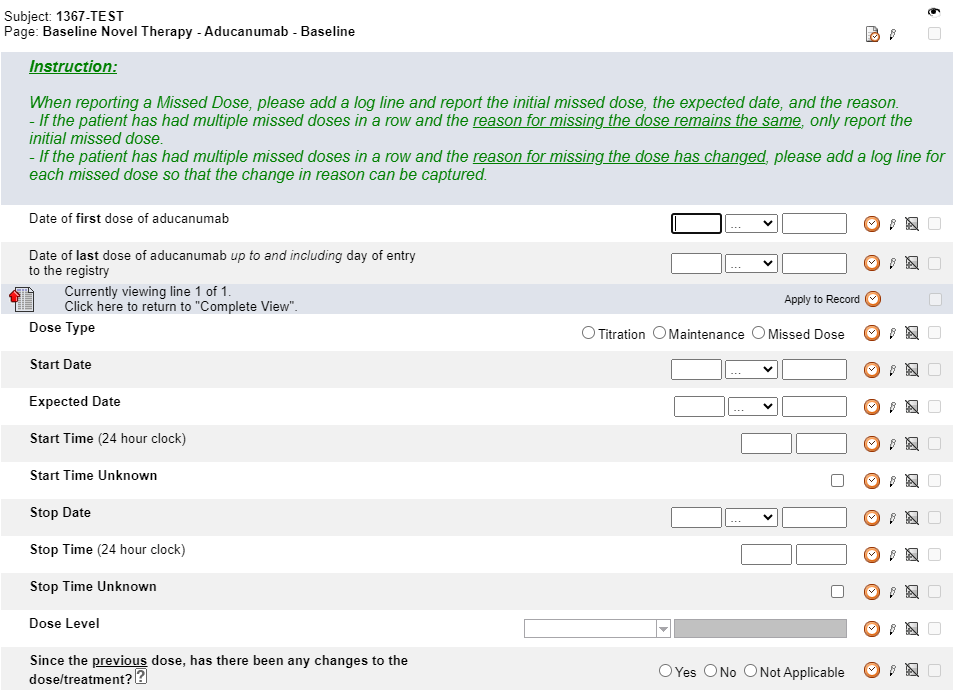 Subject: 1367-TEST
Page: Baseline Novel Therapy - Aducanumab - Baseline
Instruction:
When reporting a Missed Dose, please add a log line and report the initial missed dose, the expected date, and the reason.
- If the patient has had multiple missed doses in a row and the reason for missing the dose remains the same, only report the
initial missed dose.
- If the patient has had multiple missed doses in a row and the reason for missing the dose has changed, please add a log line for
each missed dose so that the change in reason can be captured.
Date of first dose of aducanumab
...
Date of last dose of aducanumab up to and including day of entry
to the registry
...
Currently viewing line 1 of 1.
Click here to return to "Complete View".
Apply to Record
Dose Type
Titration Maintenance Missed Dose
Start Date
...
Expected Date
...
Start Time (24 hour clock)
Start Time Unknown
Stop Date
...
Stop Time (24 hour clock)
Stop Time Unknown
Dose Level
Since the previous dose, has there been any changes to the
dose/treatment? ?
Yes No Not Applicable